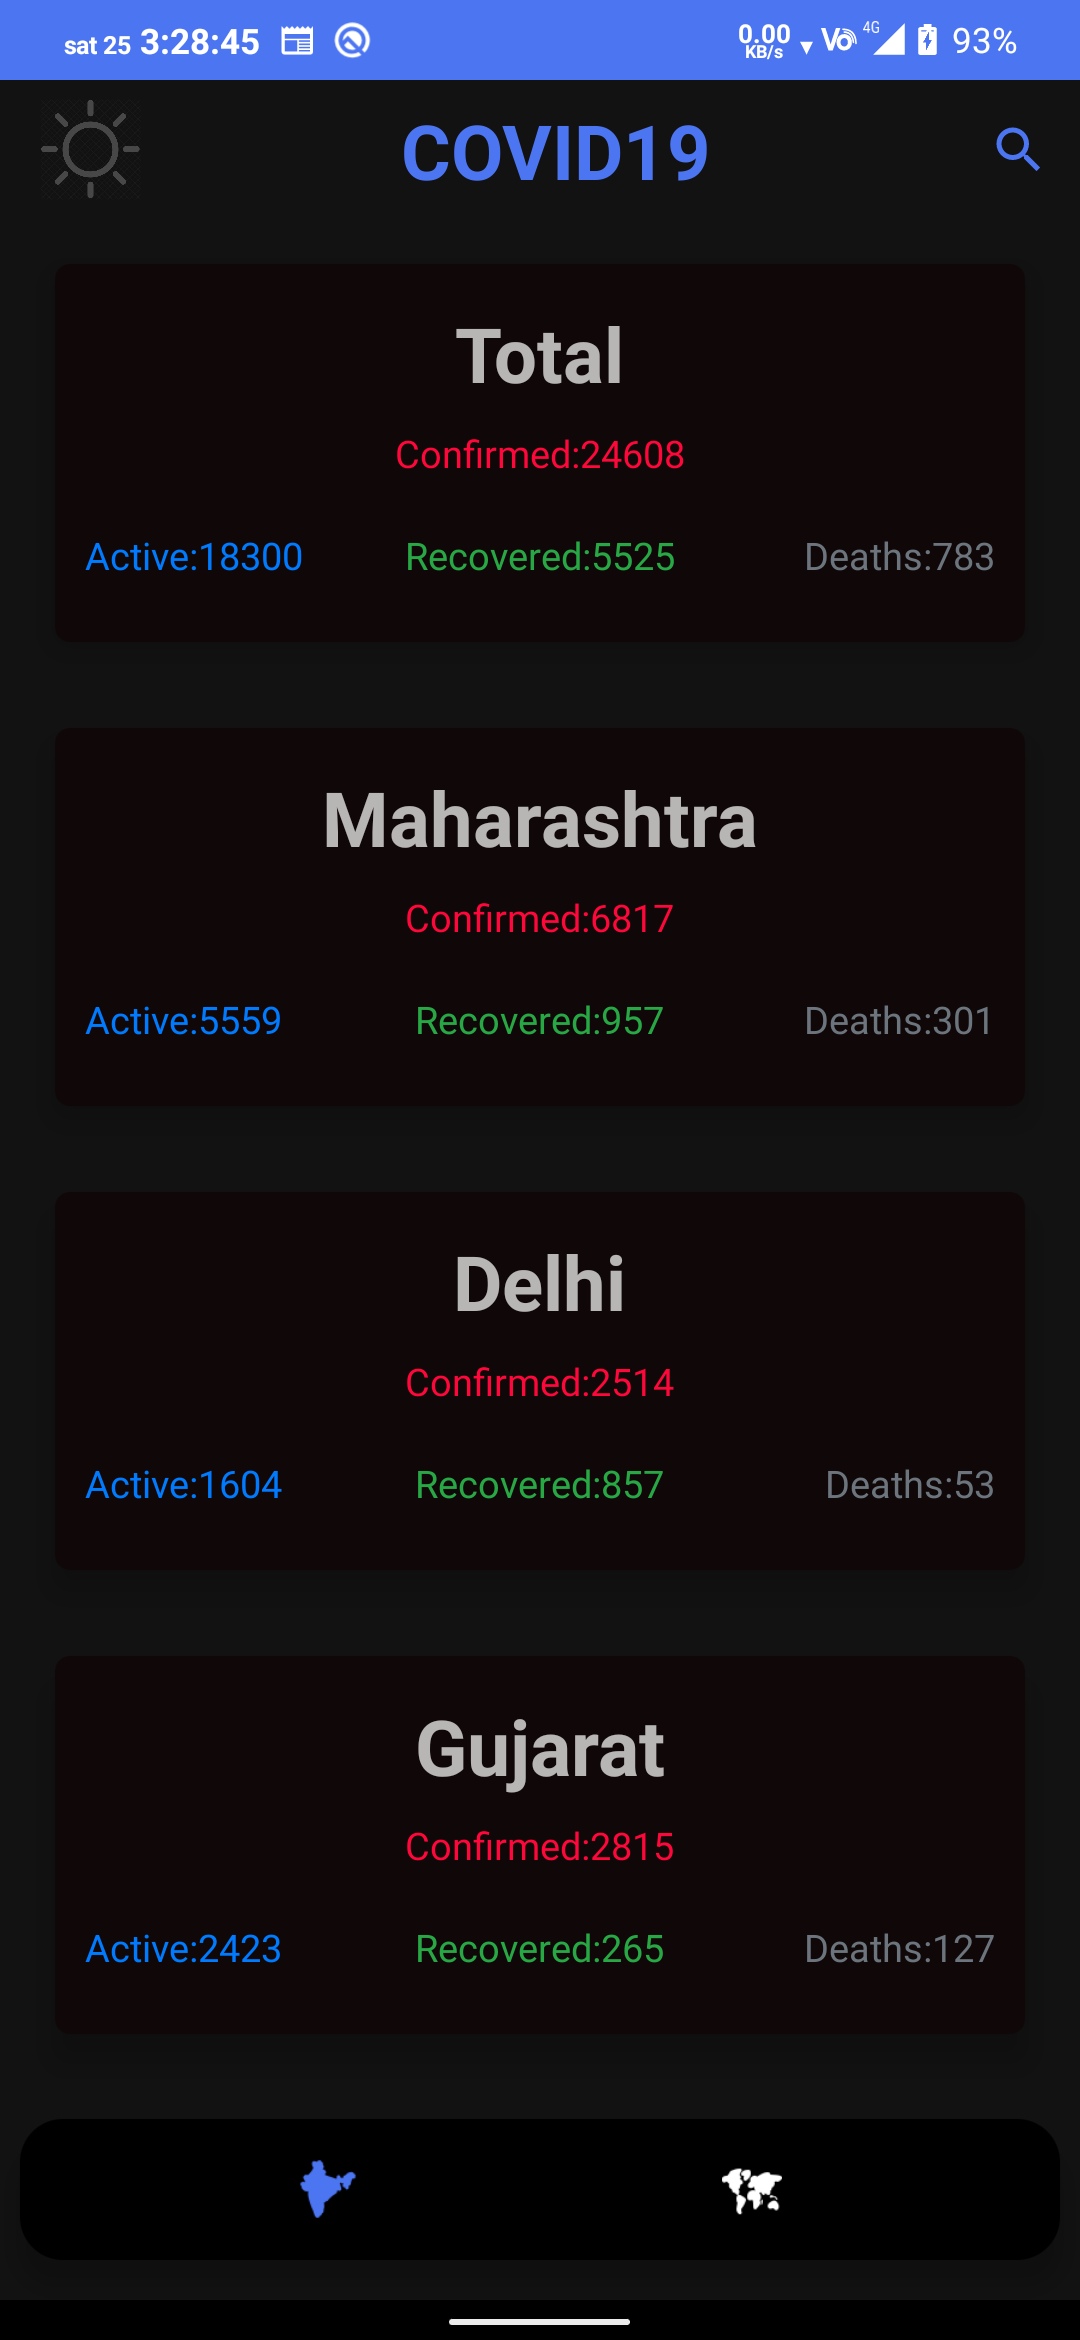 sat 25 3:28:45 0.00 KB/s Vo 4G 93%
COVID19
Total
Confirmed:24608
Active:18300 Recovered:5525 Deaths:783
Maharashtra
Confirmed:6817
Active:5559 Recovered:957 Deaths:301
Delhi
Confirmed:2514
Active:1604 Recovered:857 Deaths:53
Gujarat
Confirmed:2815
Active:2423 Recovered:265 Deaths:127